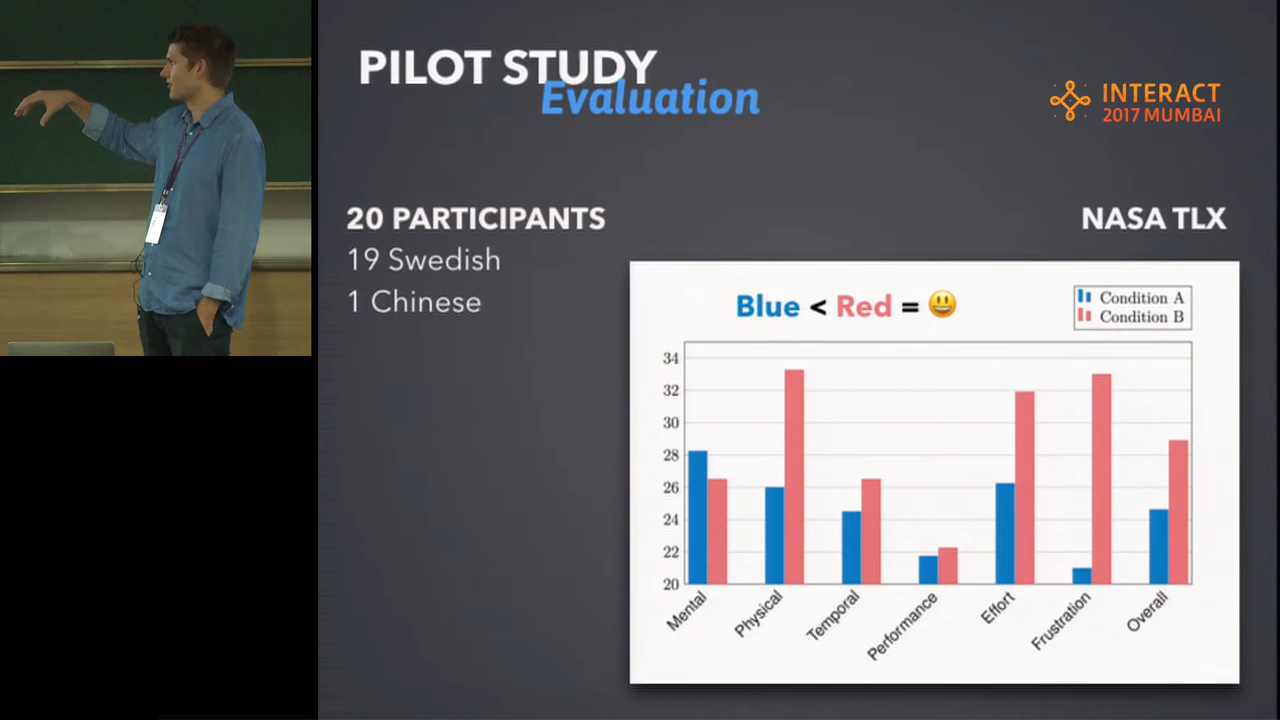 PILOT STUDY
Evaluation
INTERACT
2017 MUMBAI
20 PARTICIPANTS
19 Swedish
1 Chinese
NASA TLX
Blue < Red = 😃
Condition A
Condition B
34
32
30
28
26
24
22
20
Mental
Physical
Temporal
Performance
Effort
Frustration
Overall